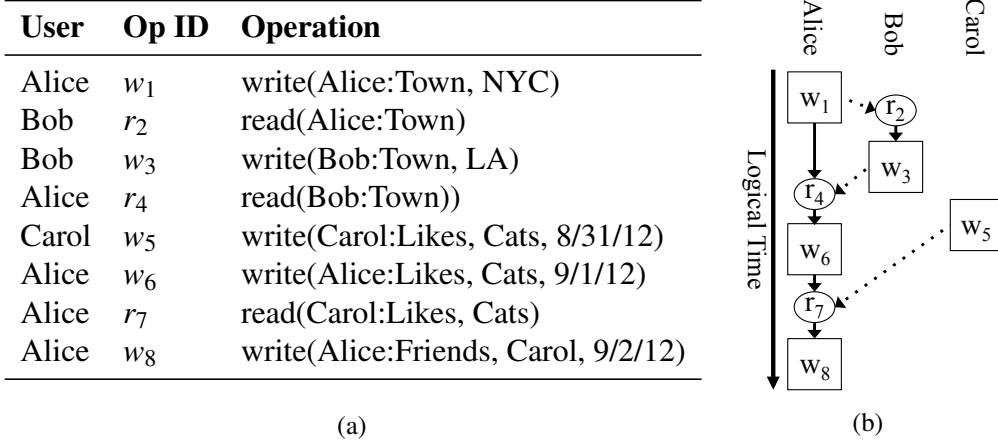 User Op ID Operation
Alice w1 write(Alice:Town, NYC)
Bob r2 read(Alice:Town)
Bob w3 write(Bob:Town, LA)
Alice r4 read(Bob:Town))
Carol w5 write(Carol:Likes, Cats, 8/31/12)
Alice w6 write(Alice:Likes, Cats, 9/1/12)
Alice r7 read(Carol:Likes, Cats)
Alice w8 write(Alice:Friends, Carol, 9/2/12)
(a)
Alice
Bob
Carol
Logical Time
w1
r2
w3
r4
w5
w6
r7
w8
(b)